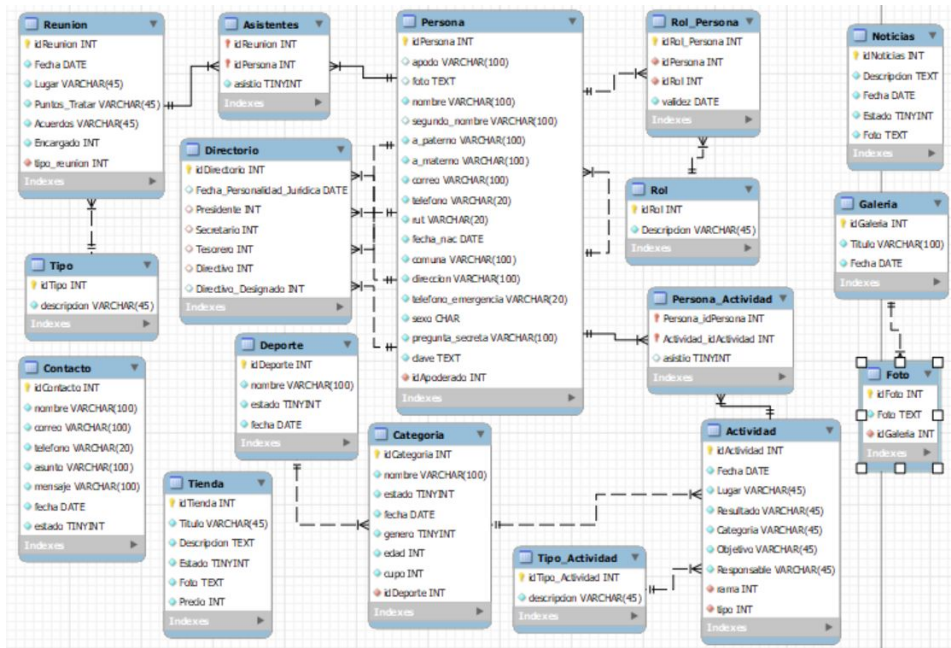 Reunion
idReunion INT
Fecha DATE
Lugar VARCHAR(45)
Puntos_Tratar VARCHAR(45)
Acuerdos VARCHAR(45)
Encargado INT
tipo_reunion INT
Indexes
Asistentes
idReunion INT
idPersona INT
asistio TINYINT
Indexes
Persona
idPersona INT
apodo VARCHAR(100)
foto TEXT
nombre VARCHAR(100)
segundo_nombre VARCHAR(100)
a_paterno VARCHAR(100)
a_materno VARCHAR(100)
correo VARCHAR(100)
telefono VARCHAR(20)
rut VARCHAR(20)
fecha_nac DATE
comuna VARCHAR(100)
direccion VARCHAR(100)
telefono_emergencia VARCHAR(20)
sexo CHAR
pregunta_secreta VARCHAR(100)
clave TEXT
idApoderado INT
Indexes
Rol_Persona
idRol_Persona INT
idPersona INT
idRol INT
validez DATE
Indexes
Noticias
idNoticias INT
Descripcion TEXT
Fecha DATE
Estado TINYINT
Foto TEXT
Indexes
Directorio
idDirectorio INT
Fecha_Personalidad_Juridica DATE
Presidente INT
Secretario INT
Tesorero INT
Directivo INT
Directivo_Designado INT
Indexes
Rol
idRol INT
Descripcion VARCHAR(45)
Indexes
Galeria
idGaleria INT
Titulo VARCHAR(100)
Fecha DATE
Indexes
Tipo
idTipo INT
descripcion VARCHAR(45)
Indexes
Persona_Actividad
Persona_idPersona INT
Actividad_idActividad INT
asistio TINYINT
Indexes
Deporte
idDeporte INT
nombre VARCHAR(100)
estado TINYINT
fecha DATE
Indexes
Contacto
idContacto INT
nombre VARCHAR(100)
correo VARCHAR(100)
telefono VARCHAR(20)
asunto VARCHAR(100)
mensaje VARCHAR(100)
fecha DATE
estado TINYINT
Indexes
Foto
idFoto INT
Foto TEXT
idGaleria INT
Indexes
Categoria
idCategoria INT
nombre VARCHAR(100)
estado TINYINT
fecha DATE
genero TINYINT
edad INT
cupo INT
idDeporte INT
Indexes
Actividad
idActividad INT
Fecha DATE
Lugar VARCHAR(45)
Resultado VARCHAR(45)
Categoria VARCHAR(45)
Objetivo VARCHAR(45)
Responsable VARCHAR(45)
rama INT
tipo INT
Indexes
Tienda
idTienda INT
Titulo VARCHAR(45)
Descripcion TEXT
Estado TINYINT
Foto TEXT
Precio INT
Indexes
Tipo_Actividad
idTipo_Actividad INT
descripcion VARCHAR(45)
Indexes